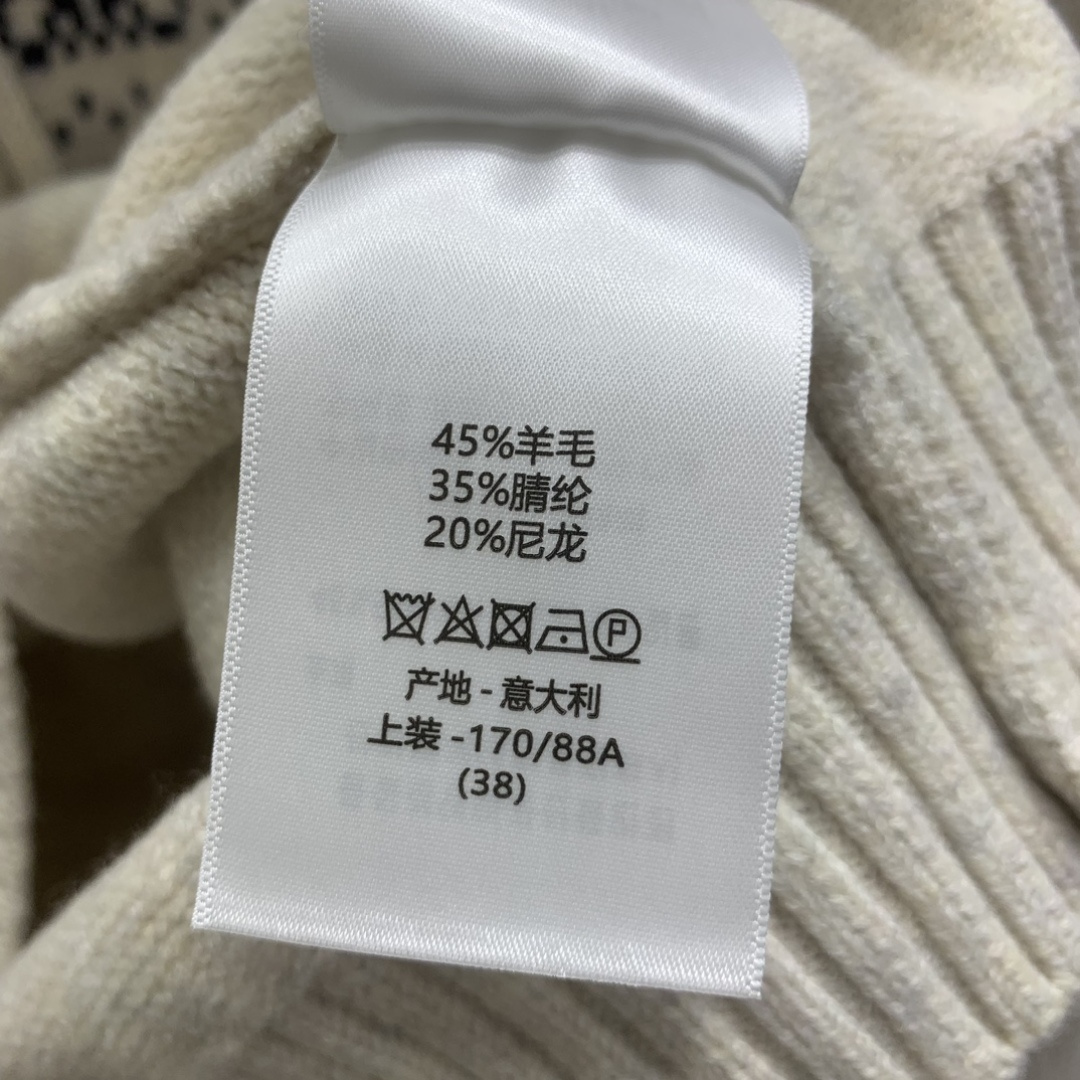 45%羊毛
35%腈纶
20%尼龙
P
产地 - 意大利
上装 -170/88A
(38)